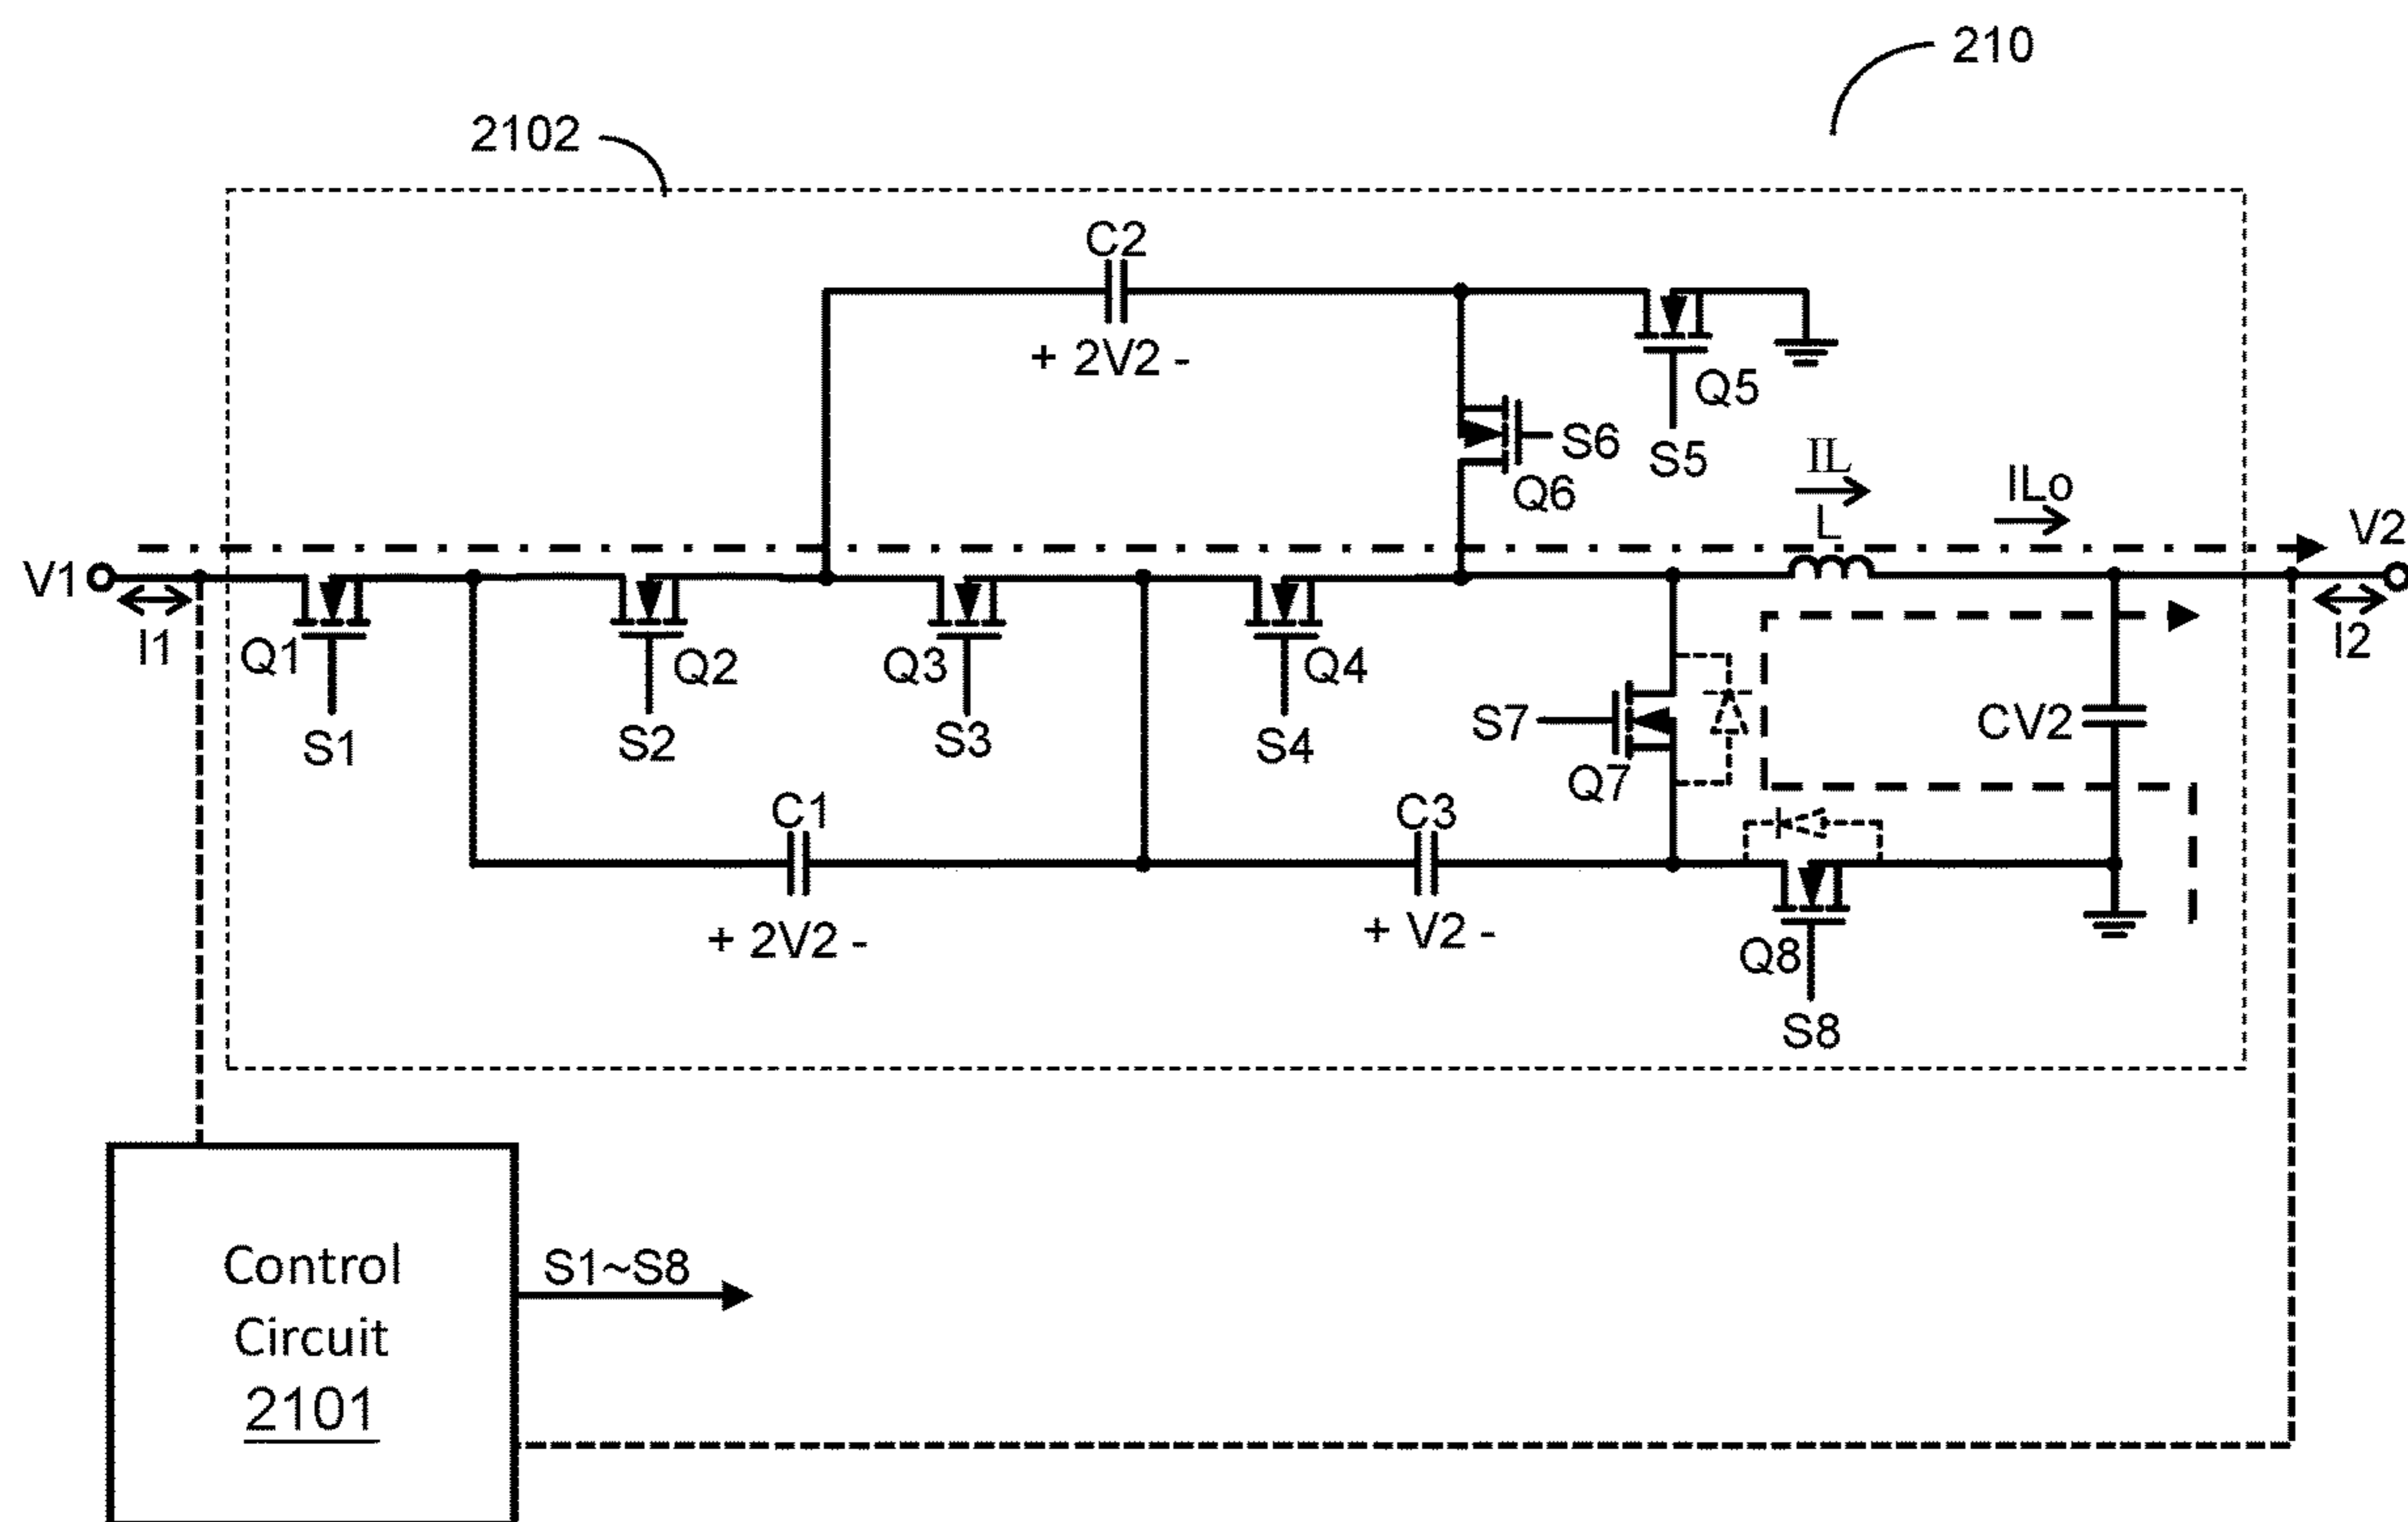 210
2102
C2
+ 2V2 -
Q5
S5
S6
Q6
IL
L
ILo
V2
V1
I1
I2
Q1
S1
Q2
S2
Q3
S3
Q4
S4
S7
Q7
CV2
C1
+ 2V2 -
C3
+ V2 -
Q8
S8
Control
Circuit
2101
S1~S8